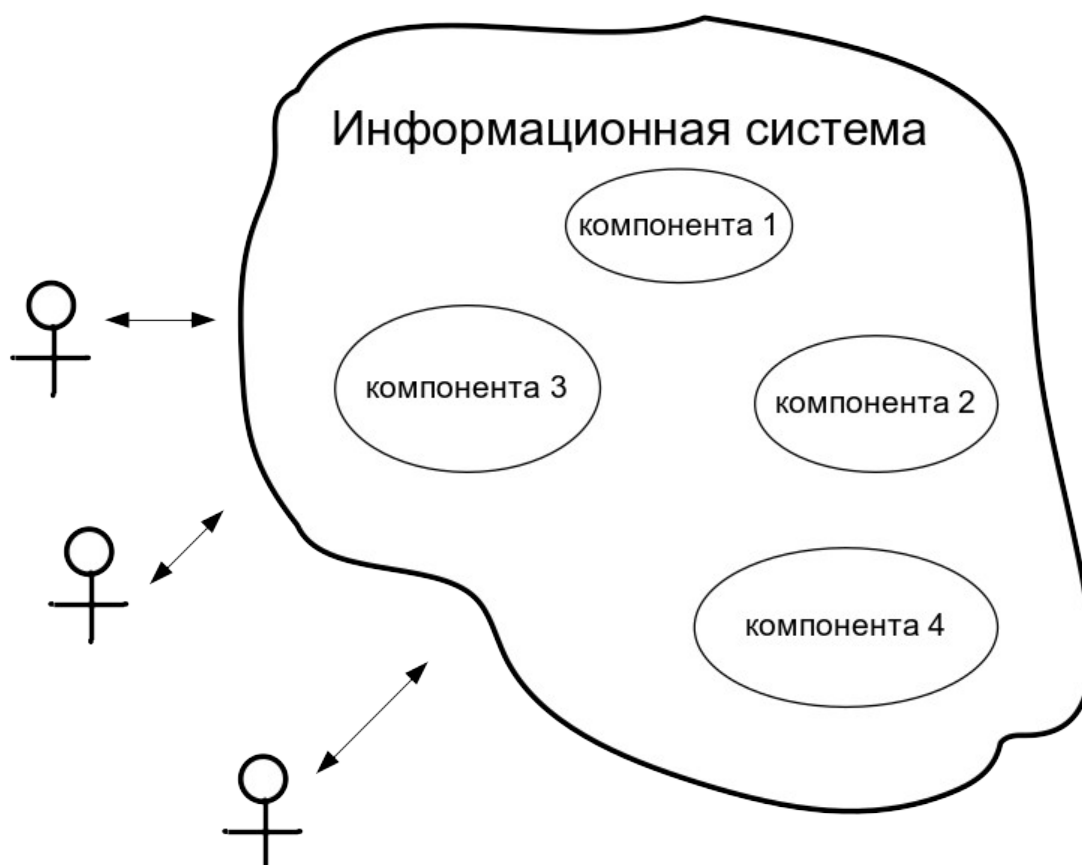 Информационная система
компонента 1
компонента 3
компонента 2
компонента 4